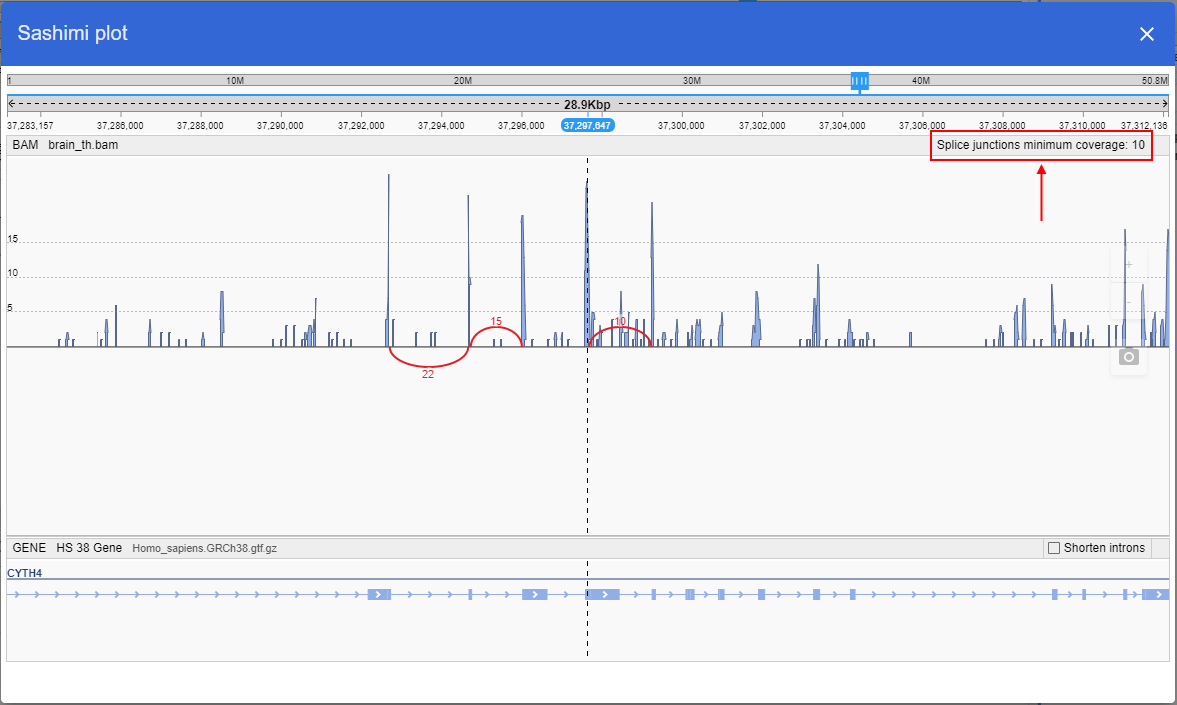 Sashimi plot
1 10M 20M 30M 40M 50.8M
28.9Kbp
37,283,157 37,286,000 37,288,000 37,290,000 37,292,000 37,294,000 37,296,000 37,297,647 37,300,000 37,302,000 37,304,000 37,306,000 37,308,000 37,310,000 37,312,136
BAM brain_th.bam Splice junctions minimum coverage: 10
15
10
5
15 10
22
GENE HS 38 Gene Homo_sapiens.GRCh38.gtf.gz Shorten introns
CYTH4